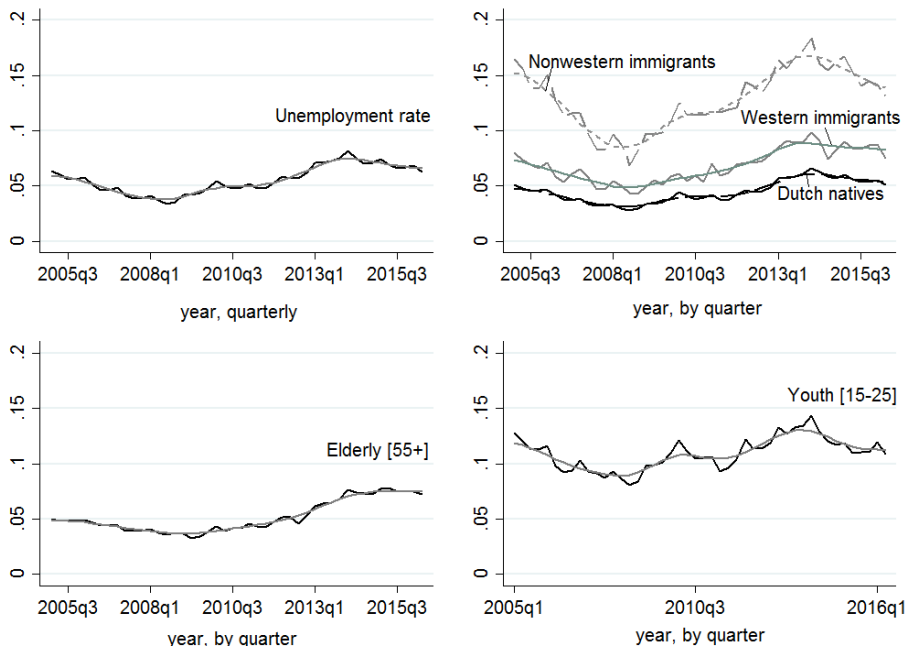 .2
.15
.1
.05
0
Unemployment rate
2005q3 2008q1 2010q3 2013q1 2015q3
year, quarterly
.2
.15
.1
.05
0
Nonwestern immigrants
Western immigrants
Dutch natives
2005q3 2008q1 2010q3 2013q1 2015q3
year, by quarter
.2
.15
.1
.05
0
Elderly [55+]
2005q3 2008q1 2010q3 2013q1 2015q3
year, by quarter
.2
.15
.1
.05
0
Youth [15-25]
2005q1 2010q3 2016q1
year, by quarter